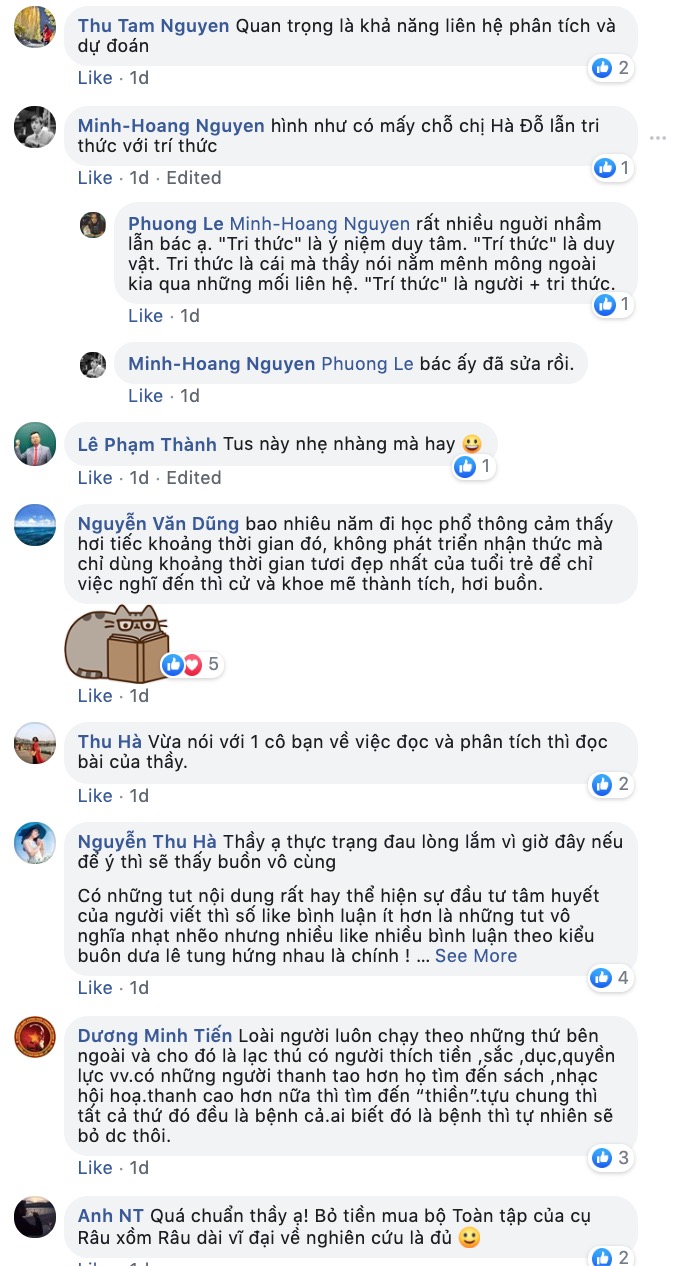 Thu Tam Nguyen Quan trọng là khả năng liên hệ phân tích và
dự đoán
2
Like · 1d
Minh-Hoang Nguyen hình như có mấy chỗ chị Hà Đỗ lẫn tri
thức với trí thức
1
Like · 1d · Edited
Phuong Le Minh-Hoang Nguyen rất nhiều nguời nhầm
lẫn bác ạ. "Tri thức" là ý niệm duy tâm. "Trí thức" là duy
vật. Tri thức là cái mà thầy nói nằm mênh mông ngoài
kia qua những mối liên hệ. "Trí thức" là người + tri thức.
1
Like · 1d
Minh-Hoang Nguyen Phuong Le bác ấy đã sửa rồi.
Like · 1d
Lê Phạm Thành Tus này nhẹ nhàng mà hay 😀
1
Like · 1d · Edited
Nguyễn Văn Dũng bao nhiêu năm đi học phổ thông cảm thấy
hơi tiếc khoảng thời gian đó, không phát triển nhận thức mà
chỉ dùng khoảng thời gian tươi đẹp nhất của tuổi trẻ để chỉ
việc nghĩ đến thi cử và khoe mẽ thành tích, hơi buồn.
5
Like · 1d
Thu Hà Vừa nói với 1 cô bạn về việc đọc và phân tích thì đọc
bài của thầy.
2
Like · 1d
Nguyễn Thu Hà Thầy ạ thực trạng đau lòng lắm vì giờ đây nếu
để ý thì sẽ thấy buồn vô cùng
Có những tut nội dung rất hay thể hiện sự đầu tư tâm huyết
của người viết thì số like bình luận ít hơn là những tut vô
nghĩa nhạt nhẽo nhưng nhiều like nhiều bình luận theo kiểu
buôn dưa lê tung hứng nhau là chính ! ... See More
4
Like · 1d
Dương Minh Tiến Loài người luôn chạy theo những thứ bên
ngoài và cho đó là lạc thú có người thích tiền ,sắc ,dục,quyền
lực vv.có những người thanh tao hơn họ tìm đến sách ,nhạc
hội hoạ.thanh cao hơn nữa thì tìm đến “thiền”.tựu chung thì
tất cả thứ đó đều là bệnh cả.ai biết đó là bệnh thì tự nhiên sẽ
bỏ dc thôi.
3
Like · 1d
Anh NT Quá chuẩn thầy ạ! Bỏ tiền mua bộ Toàn tập của cụ
Râu xồm Râu dài vĩ đại về nghiên cứu là đủ 🙂
2
Like · 1d